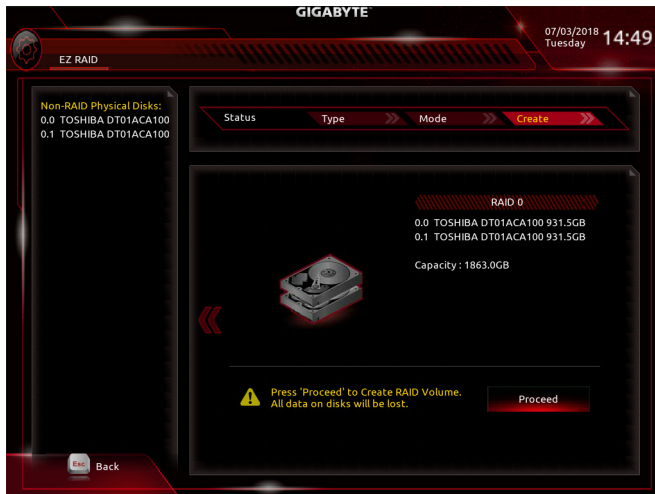 GIGABYTE™
07/03/2018 14:49
Tuesday
EZ RAID
Non-RAID Physical Disks:
0.0 TOSHIBA DT01ACA100
0.1 TOSHIBA DT01ACA100
Status Type Mode Create
RAID 0
0.0 TOSHIBA DT01ACA100 931.5GB
0.1 TOSHIBA DT01ACA100 931.5GB
Capacity : 1863.0GB
Press 'Proceed' to Create RAID Volume.
All data on disks will be lost.
Proceed
Esc Back